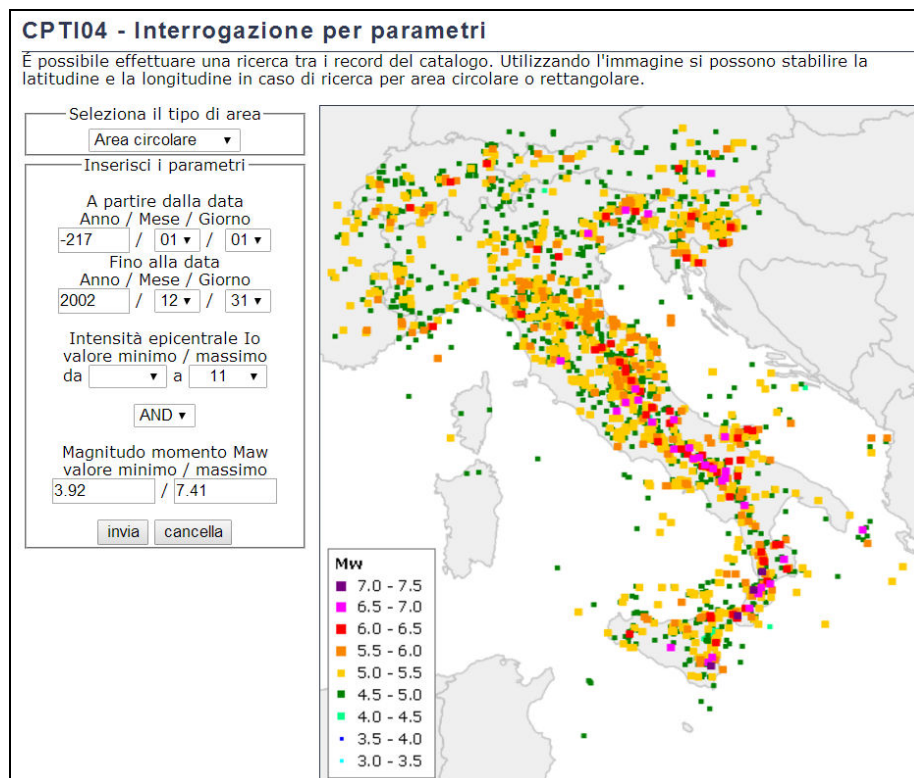 CPTI04 - Interrogazione per parametri
É possibile effettuare una ricerca tra i record del catalogo. Utilizzando l'immagine si possono stabilire la
latitudine e la longitudine in caso di ricerca per area circolare o rettangolare.
Seleziona il tipo di area
Area circolare
Inserisci i parametri
A partire dalla data
Anno / Mese / Giorno
-217 / 01 / 01
Fino alla data
Anno / Mese / Giorno
2002 / 12 / 31
Intensità epicentrale Io
valore minimo / massimo
da a 11
AND
Magnitudo momento Maw
valore minimo / massimo
3.92 / 7.41
invia cancella
Mw
7.0 - 7.5
6.5 - 7.0
6.0 - 6.5
5.5 - 6.0
5.0 - 5.5
4.5 - 5.0
4.0 - 4.5
3.5 - 4.0
3.0 - 3.5